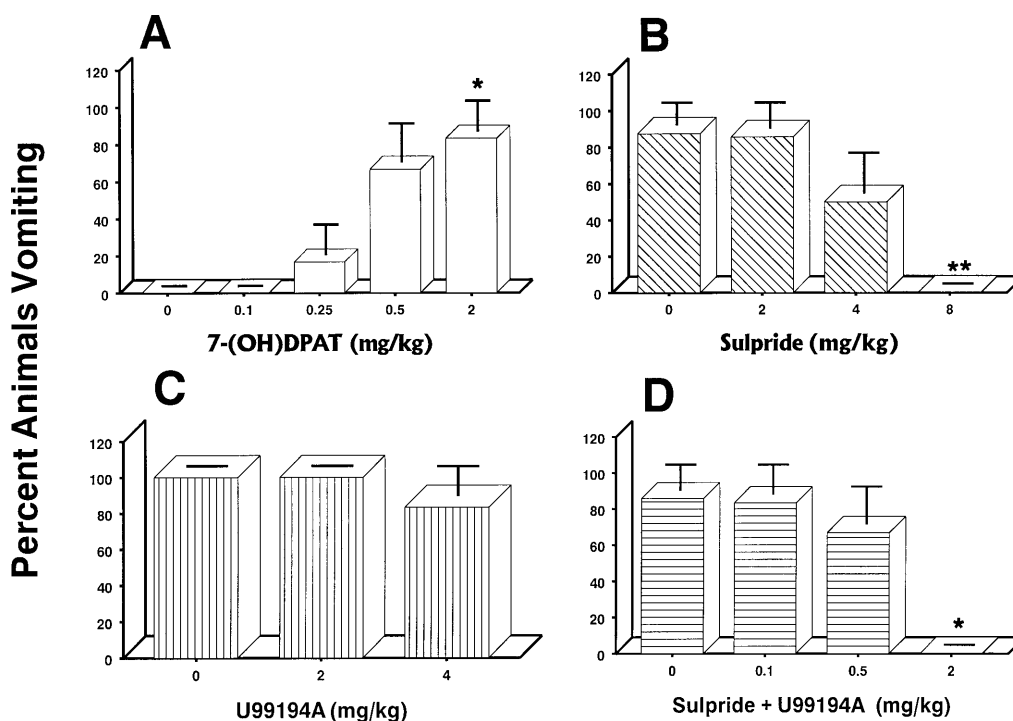 Percent Animals Vomiting
A
120
100
80
60
40
20
0
*
0 0.1 0.25 0.5 2
7-(OH)DPAT (mg/kg)
B
120
100
80
60
40
20
0
**
0 2 4 8
Sulpride (mg/kg)
C
120
100
80
60
40
20
0
0 2 4
U99194A (mg/kg)
D
120
100
80
60
40
20
0
*
0 0.1 0.5 2
Sulpride + U99194A (mg/kg)